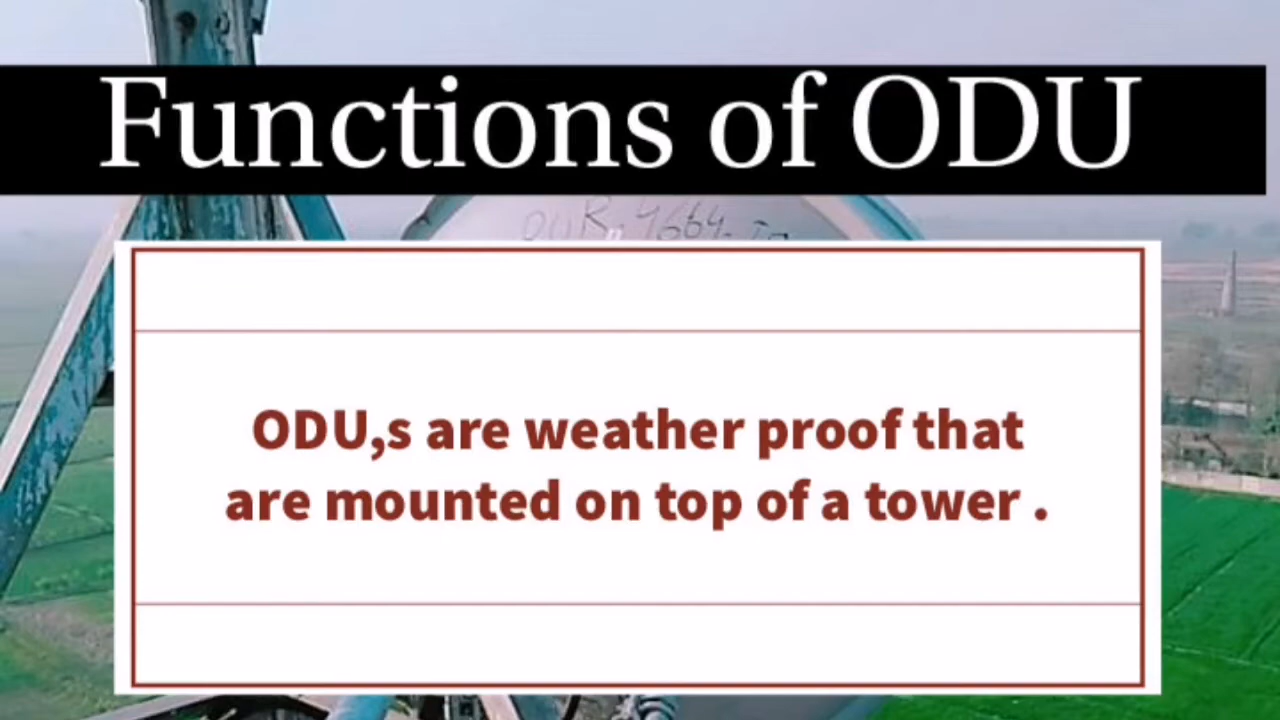 Functions of ODU
ODU,s are weather proof that
are mounted on top of a tower .